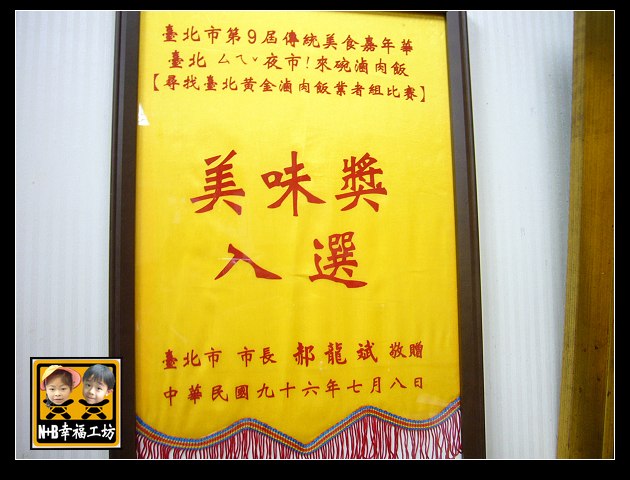 臺北市第9屆傳統美食嘉年華
臺北 ㄙㄟˇ夜市!來碗滷肉飯
【尋找臺北黃金滷肉飯業者組比賽】
美味獎
入選
臺北市 市長 郝龍斌 敬贈
中華民國九十六年七月八日
N+B幸福工坊